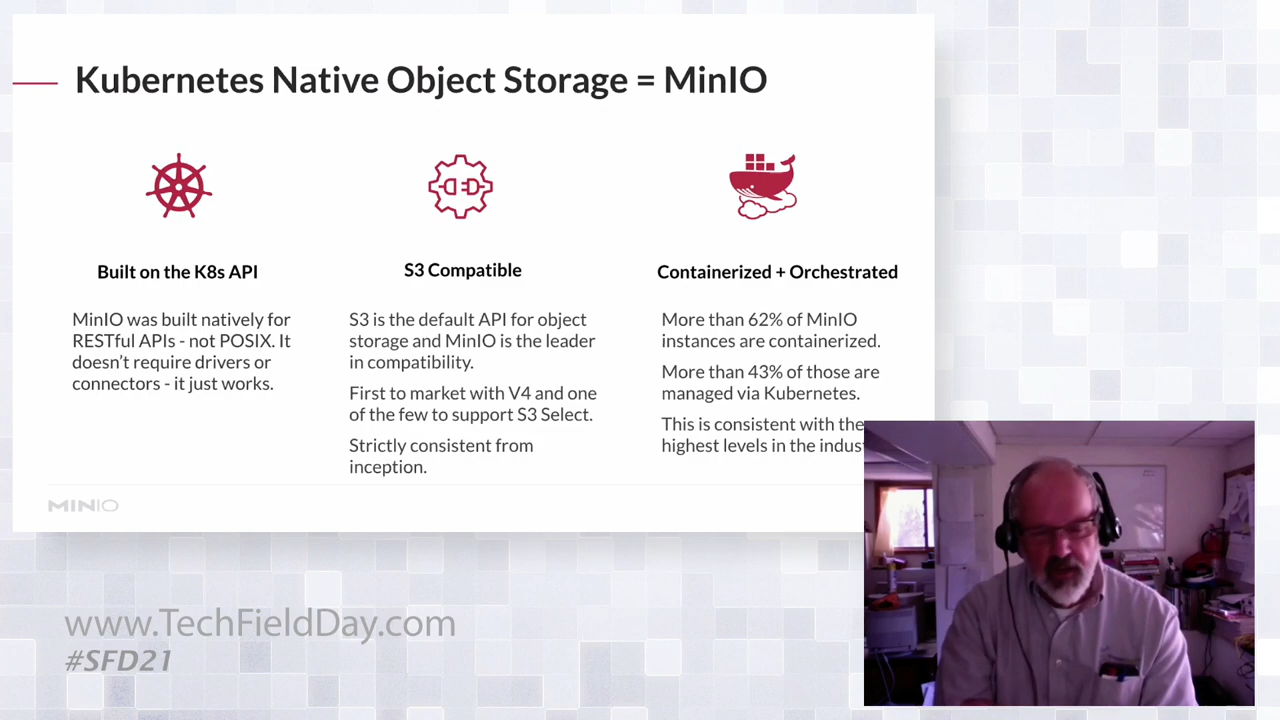 Kubernetes Native Object Storage = MinIO
Built on the K8s API
MinIO was built natively for
RESTful APIs - not POSIX. It
doesn't require drivers or
connectors - it just works.
S3 Compatible
S3 is the default API for object
storage and MinIO is the leader
in compatibility.
First to market with V4 and one
of the few to support S3 Select.
Strictly consistent from
inception.
Containerized + Orchestrated
More than 62% of MinIO
instances are containerized.
More than 43% of those are
managed via Kubernetes.
This is consistent with the
highest levels in the
MINIO
www.TechFieldDay.com
#SFD21